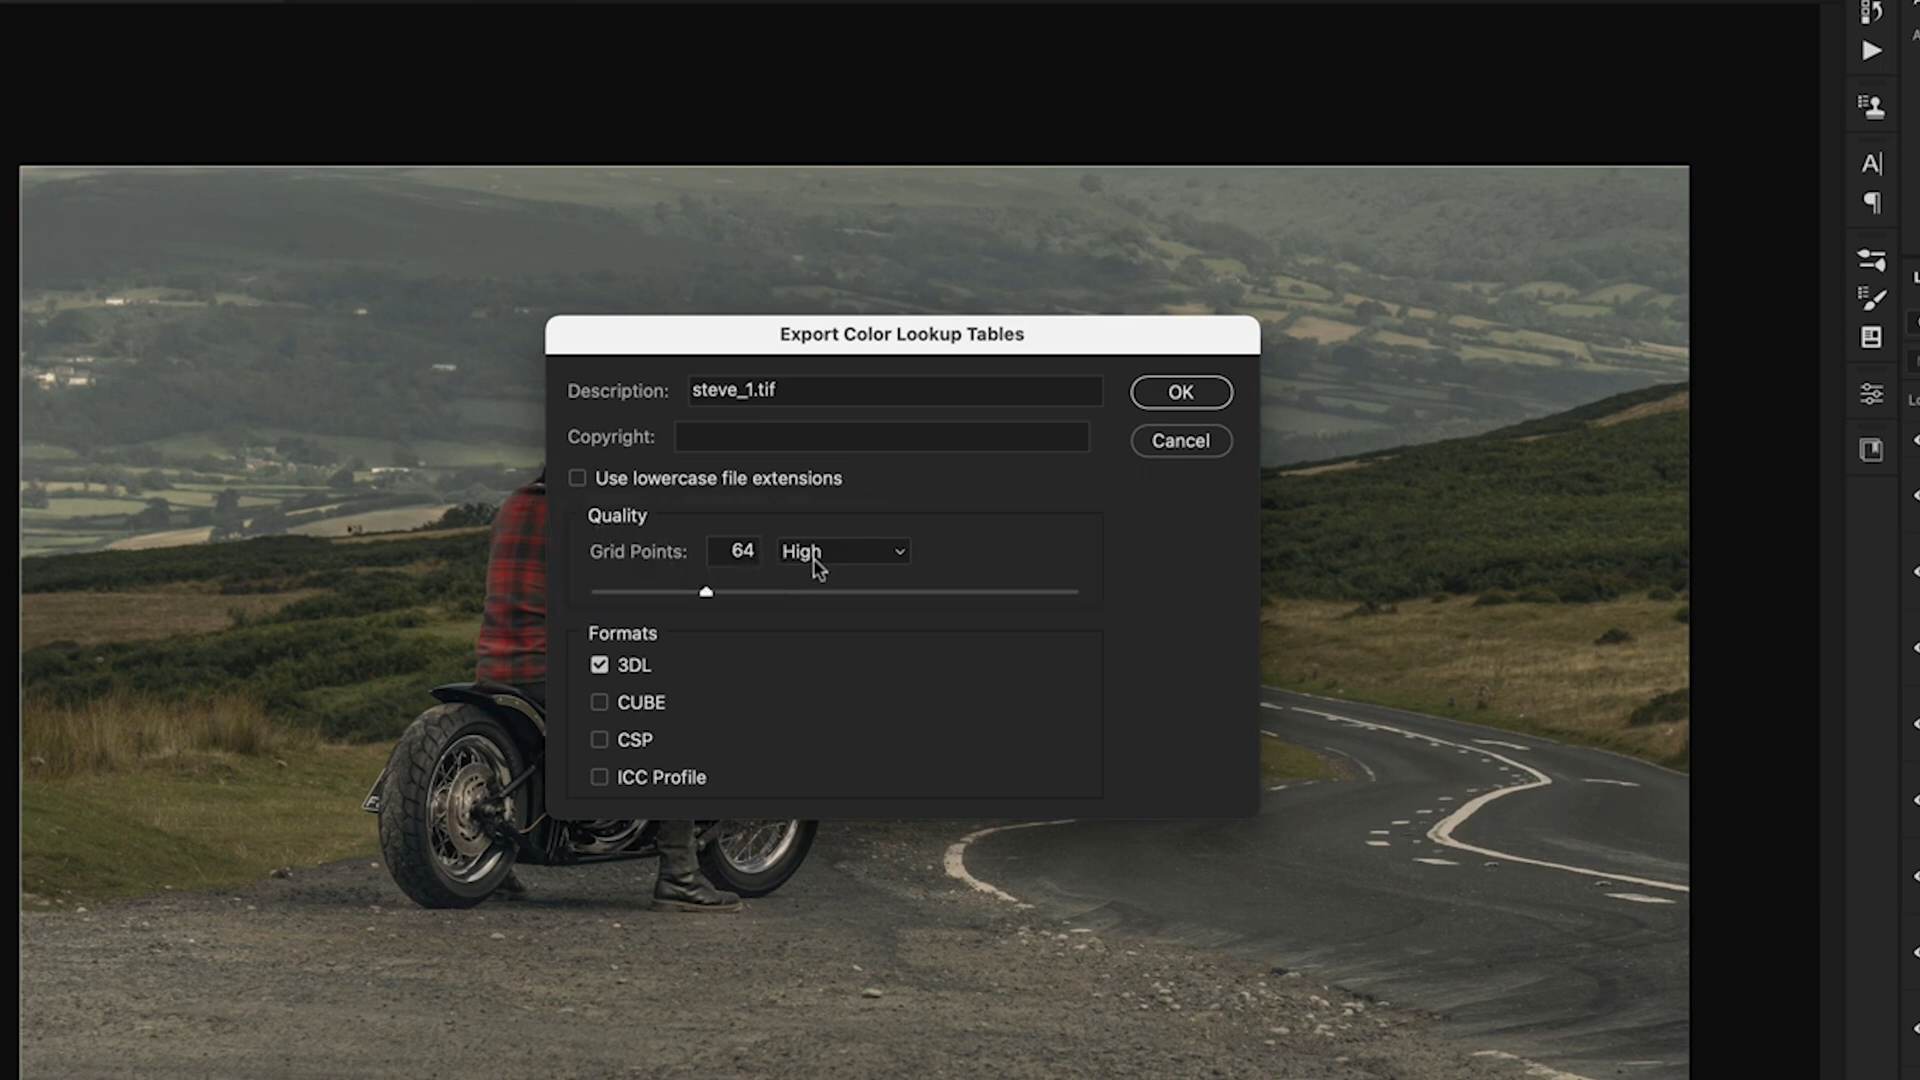 Export Color Lookup Tables
Description: steve_1.tif
OK
Copyright:
Cancel
Use lowercase file extensions
Quality
Grid Points: 64 High
Formats
3DL
CUBE
CSP
ICC Profile